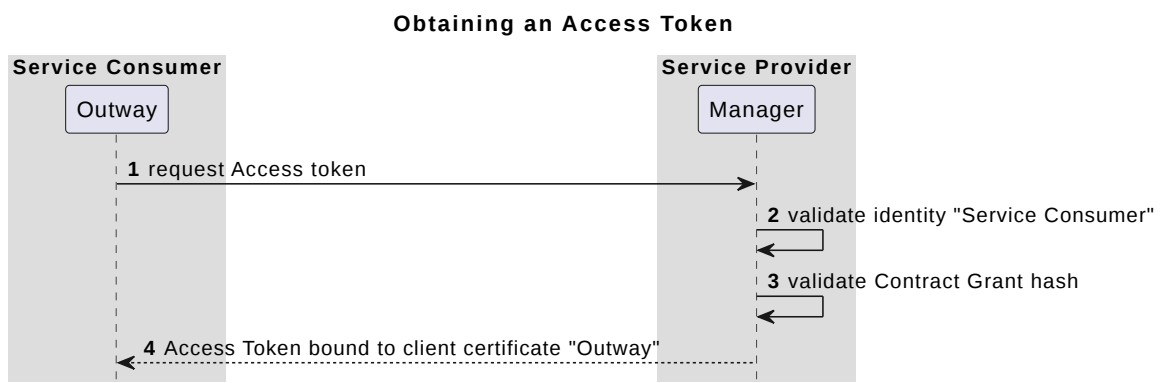 Obtaining an Access Token
Service Consumer
Service Provider
Outway
Manager
1 request Access token
2 validate identity "Service Consumer"
3 validate Contract Grant hash
4 Access Token bound to client certificate "Outway"